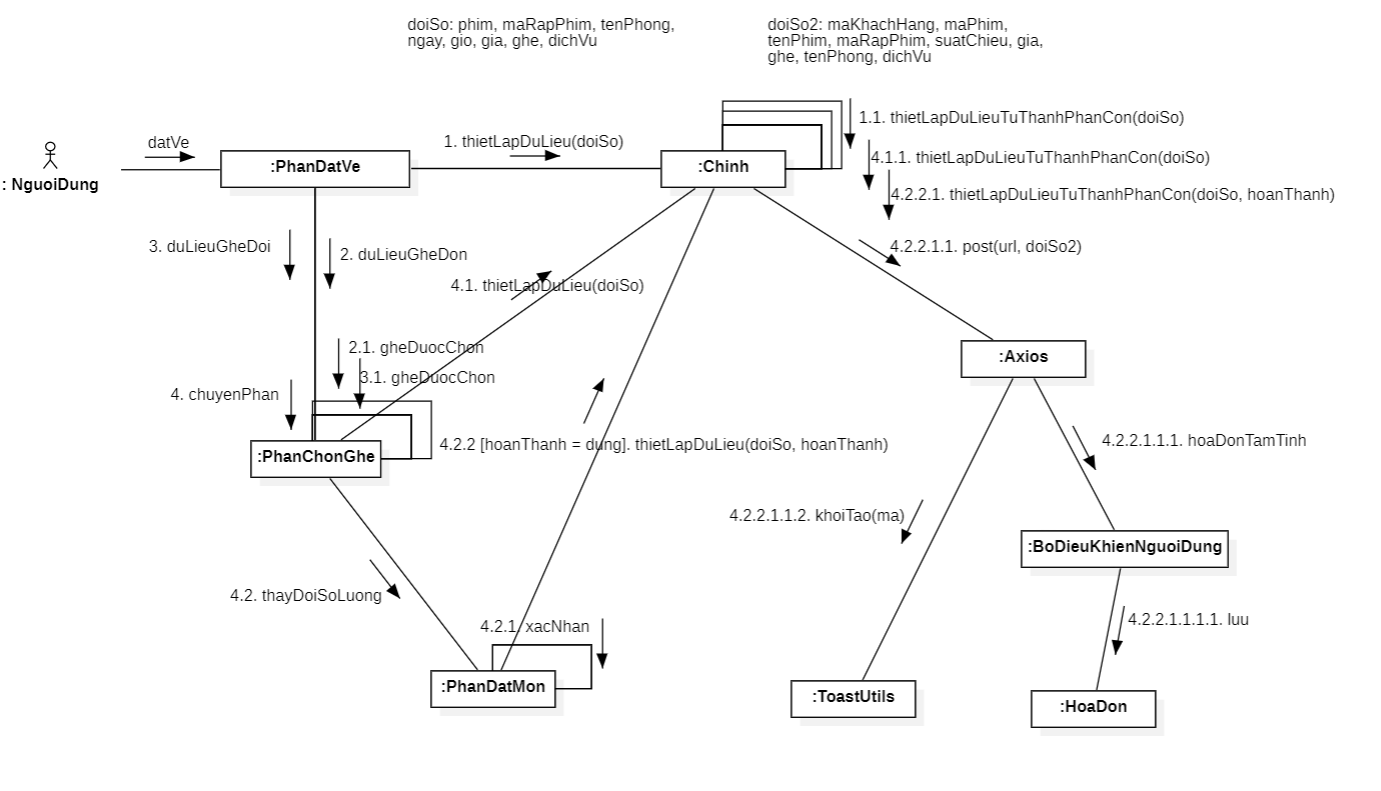 doiSo: phim, maRapPhim, tenPhong,
ngay, gio, gia, ghe, dichVu
doiSo2: maKhachHang, maPhim,
tenPhim, maRapPhim, suatChieu, gia,
ghe, tenPhong, dichVu
: NguoiDung
datVe
:PhanDatVe
1. thietLapDuLieu(doiSo)
:Chinh
1.1. thietLapDuLieuTuThanhPhanCon(doiSo)
4.1.1. thietLapDuLieuTuThanhPhanCon(doiSo)
4.2.2.1. thietLapDuLieuTuThanhPhanCon(doiSo, hoanThanh)
3. duLieuGheDoi
2. duLieuGheDon
4.2.2.1.1. post(url, doiSo2)
4.1. thietLapDuLieu(doiSo)
2.1. gheDuocChon
3.1. gheDuocChon
:Axios
4. chuyenPhan
:PhanChonGhe
4.2.2 [hoanThanh = dung]. thietLapDuLieu(doiSo, hoanThanh)
4.2.2.1.1.1. hoaDonTamTinh
4.2.2.1.1.2. khoiTao(ma)
:BoDieuKhienNguoiDung
4.2. thayDoiSoLuong
4.2.1. xacNhan
4.2.2.1.1.1.1. luu
:PhanDatMon
:ToastUtils
:HoaDon